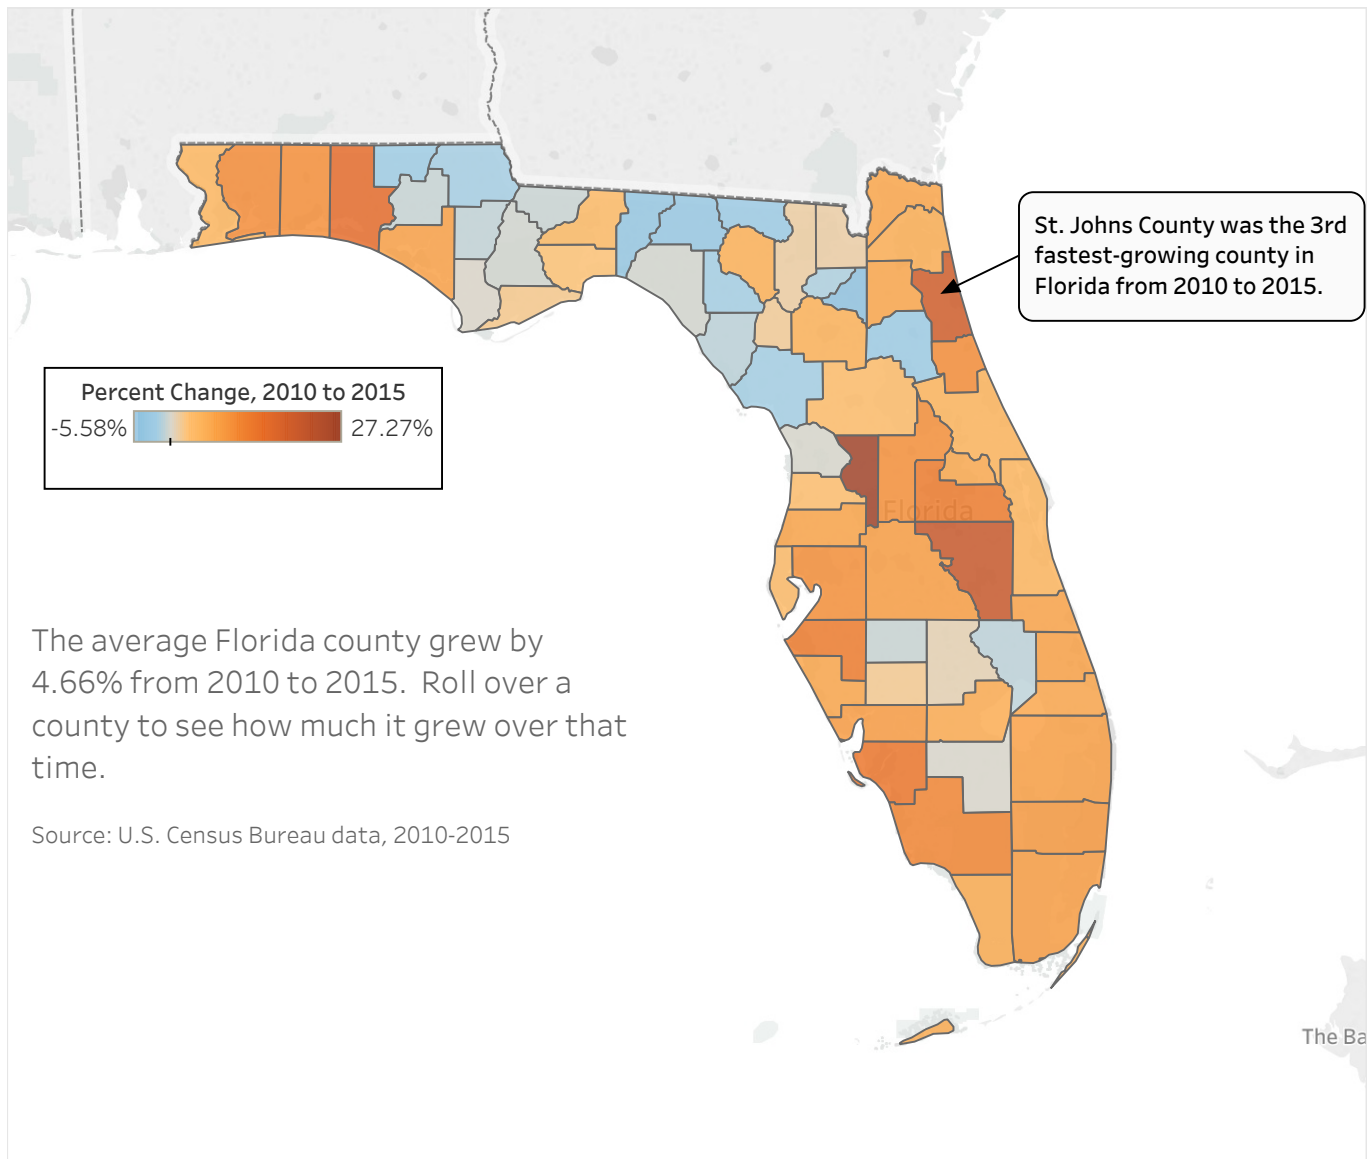 St. Johns County was the 3rd
fastest-growing county in
Florida from 2010 to 2015.
Percent Change, 2010 to 2015
-5.58% 27.27%
Florida
The average Florida county grew by
4.66% from 2010 to 2015. Roll over a
county to see how much it grew over that
time.
Source: U.S. Census Bureau data, 2010-2015
The Ba